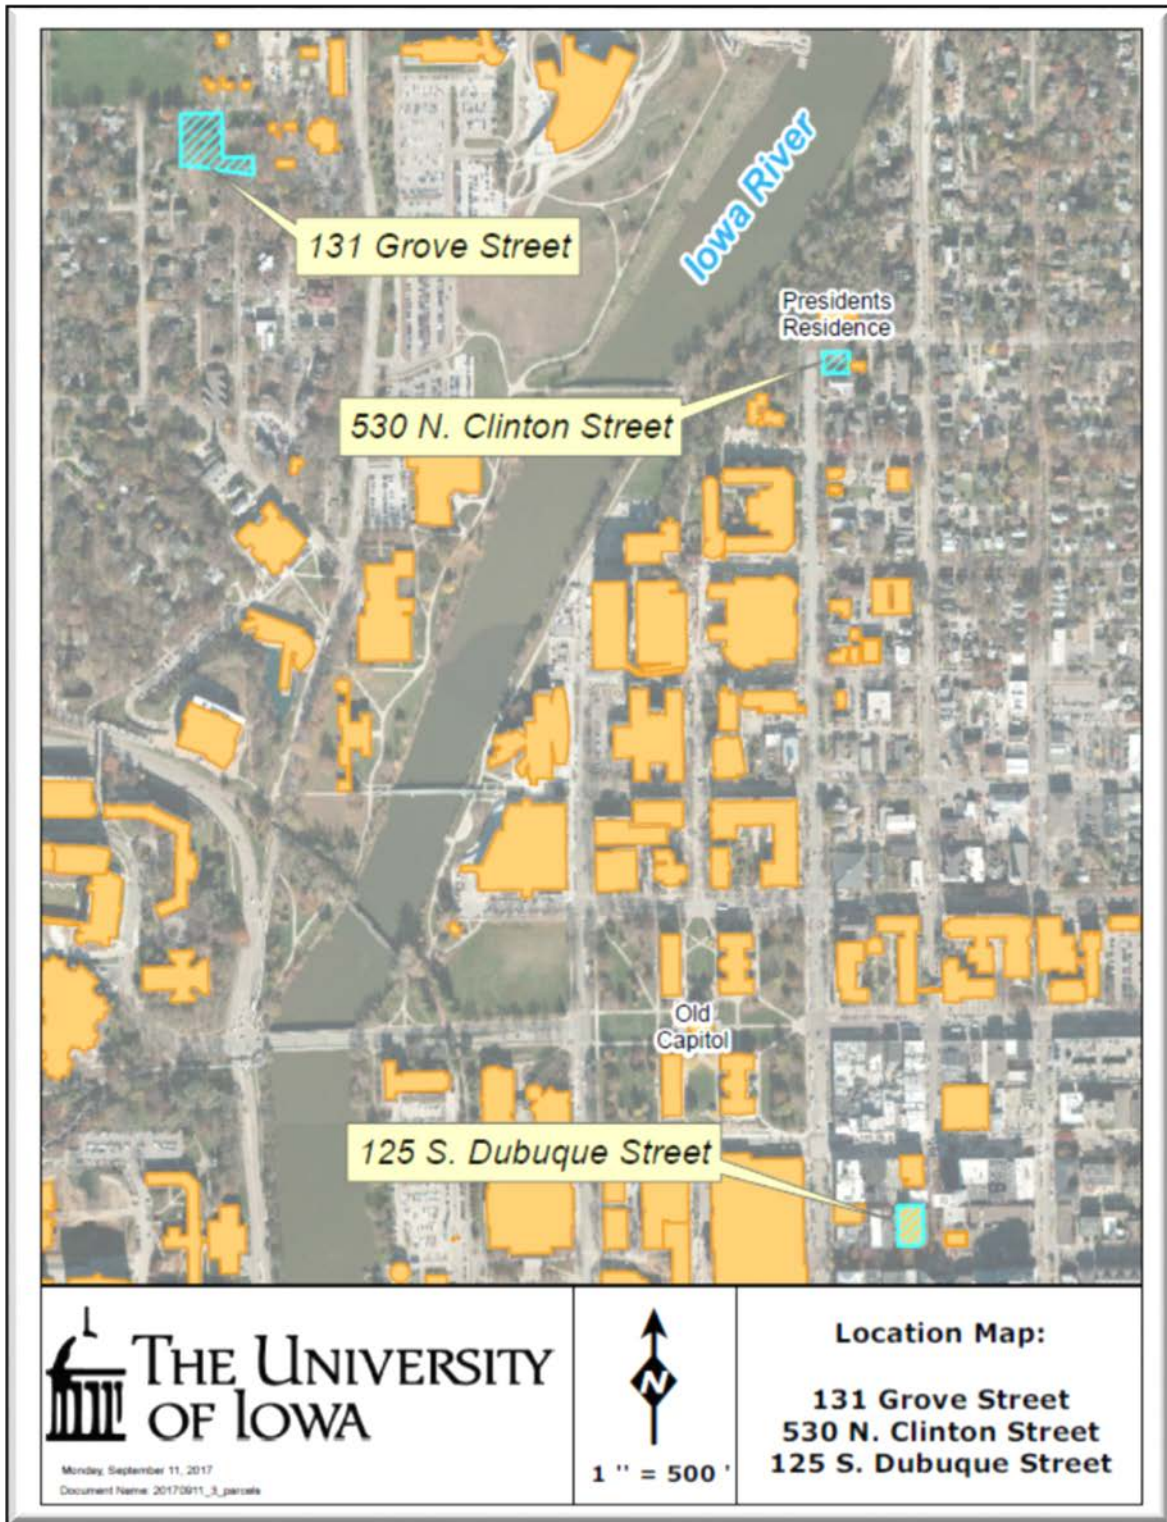 131 Grove Street
Iowa River
Presidents
Residence
530 N. Clinton Street
Old
Capitol
125 S. Dubuque Street
THE UNIVERSITY
OF IOWA
Monday, September 11, 2017
Document Name: 20170911_3_parcels
N
1 " = 500 '
Location Map:
131 Grove Street
530 N. Clinton Street
125 S. Dubuque Street